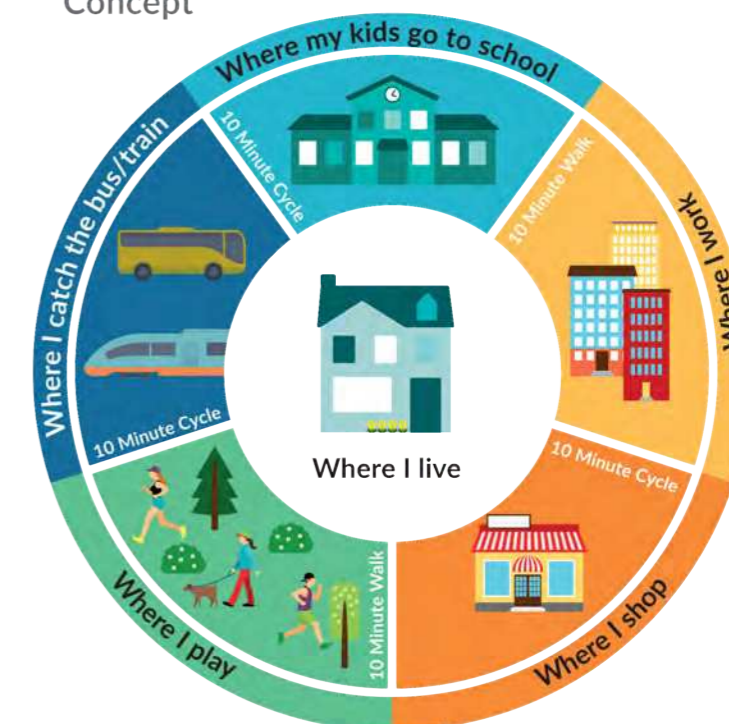 Concept
Where my kids go to school
10 Minute Cycle
10 Minute Walk
Where I work
Where I catch the bus/train
10 Minute Cycle
Where I live
10 Minute Cycle
Where I shop
Where I play
10 Minute Walk